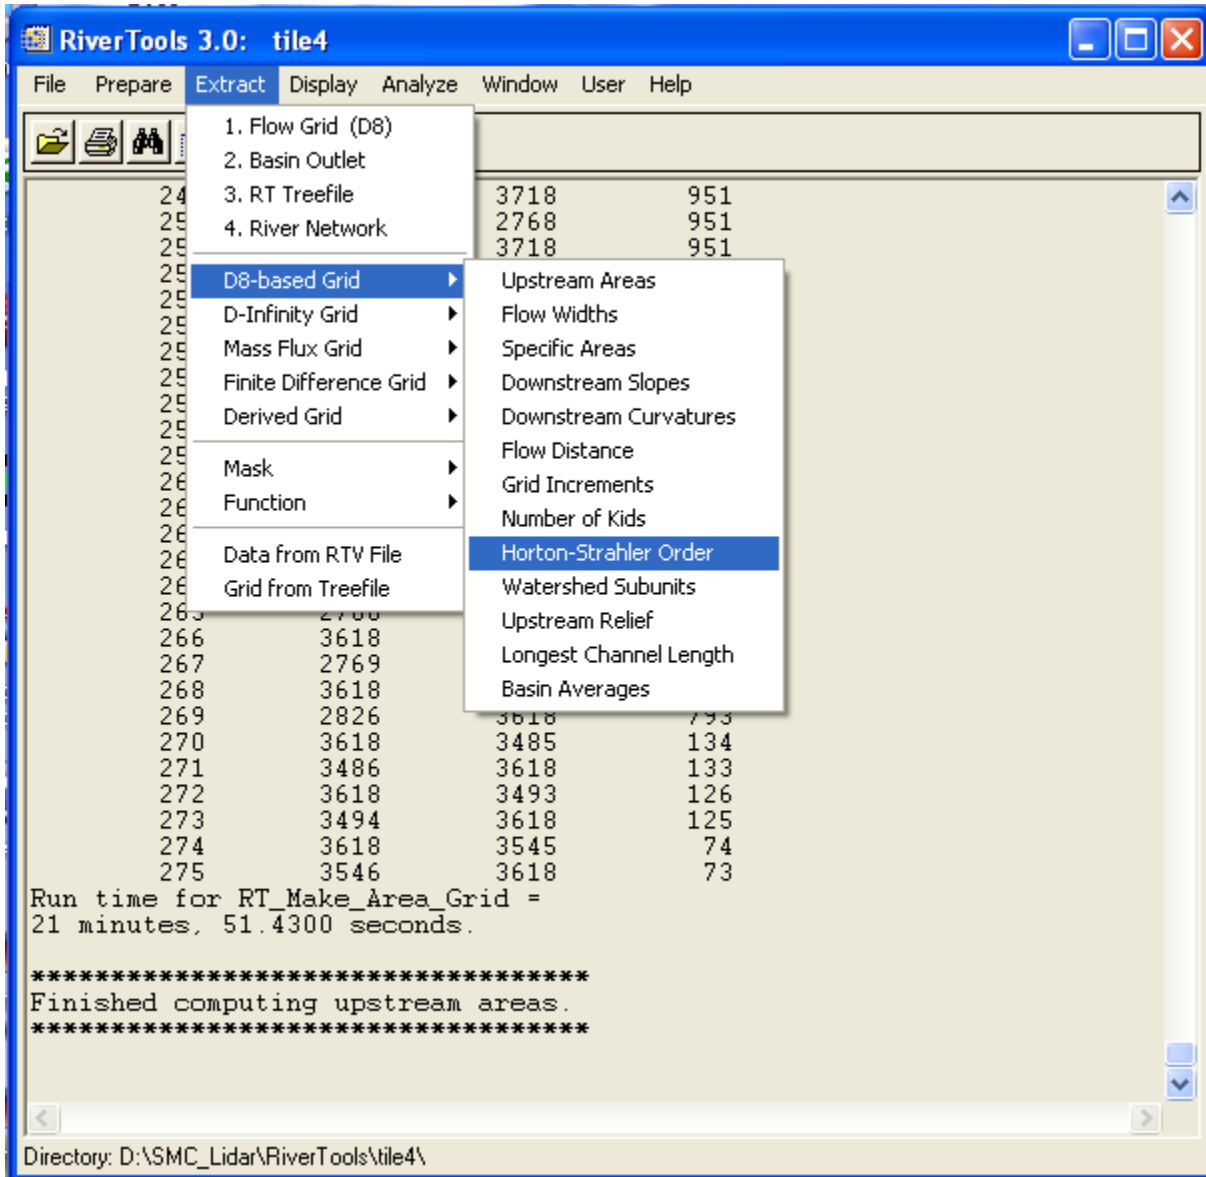 RiverTools 3.0: tile4
File Prepare Extract Display Analyze Window User Help
1. Flow Grid (D8)
2. Basin Outlet
3. RT Treefile
4. River Network
D8-based Grid
D-Infinity Grid
Mass Flux Grid
Finite Difference Grid
Derived Grid
Mask
Function
Data from RTV File
Grid from Treefile
Upstream Areas
Flow Widths
Specific Areas
Downstream Slopes
Downstream Curvatures
Flow Distance
Grid Increments
Number of Kids
Horton-Strahler Order
Watershed Subunits
Upstream Relief
Longest Channel Length
Basin Averages
3718 951
2768 951
3718 951
266 3618
267 2769
268 3618
269 2826 3618 793
270 3618 3485 134
271 3486 3618 133
272 3618 3493 126
273 3494 3618 125
274 3618 3545 74
275 3546 3618 73
Run time for RT_Make_Area_Grid =
21 minutes, 51.4300 seconds.
***********************************
Finished computing upstream areas.
***********************************
Directory: D:\SMC_Lidar\RiverTools\tile4\